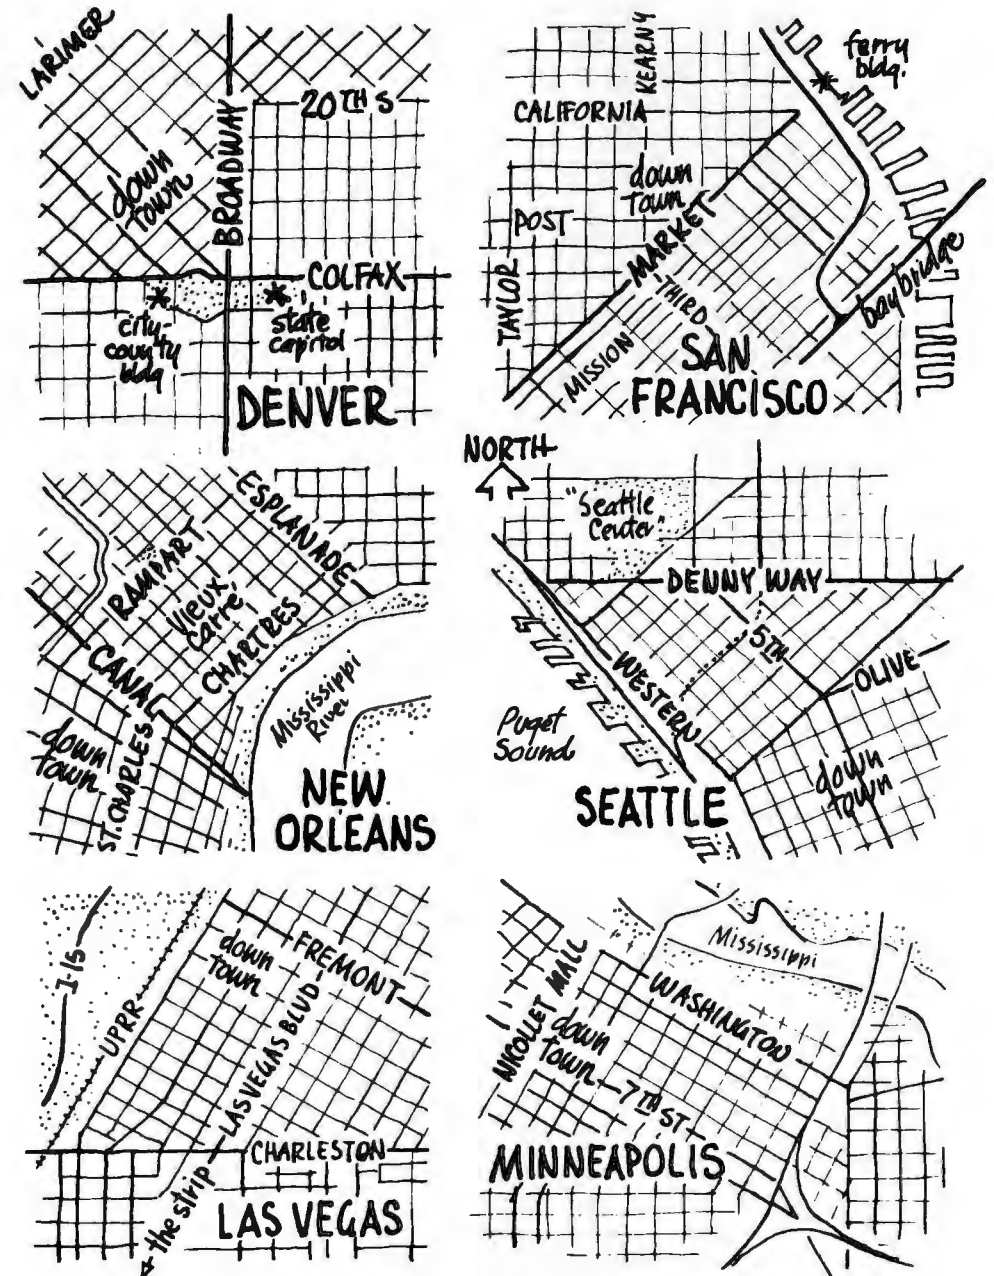 LARIMER
BROADWAY
20TH S
down
town
COLFAX
city-
county
bldg
state
capitol
DENVER
KEARNY
ferry
bldg.
CALIFORNIA
down
town
POST
MARKET
TAYLOR
THIRD
MISSION
bay bridge
SAN
FRANCISCO
NORTH
ESPLANADE
RAMPART
Vieux
Carré
CHARTRES
CANAL
down
town
ST. CHARLES
Mississippi
River
NEW
ORLEANS
"Seattle
Center"
DENNY WAY
5TH
WESTERN
OLIVE
Puget
Sound
down
town
SEATTLE
I-15
UPRR
down
town
FREMONT
LAS VEGAS BLVD
CHARLESTON
the strip
LAS VEGAS
Mississippi
NICOLLET MALL
WASHINGTON
down
town
7TH ST
MINNEAPOLIS